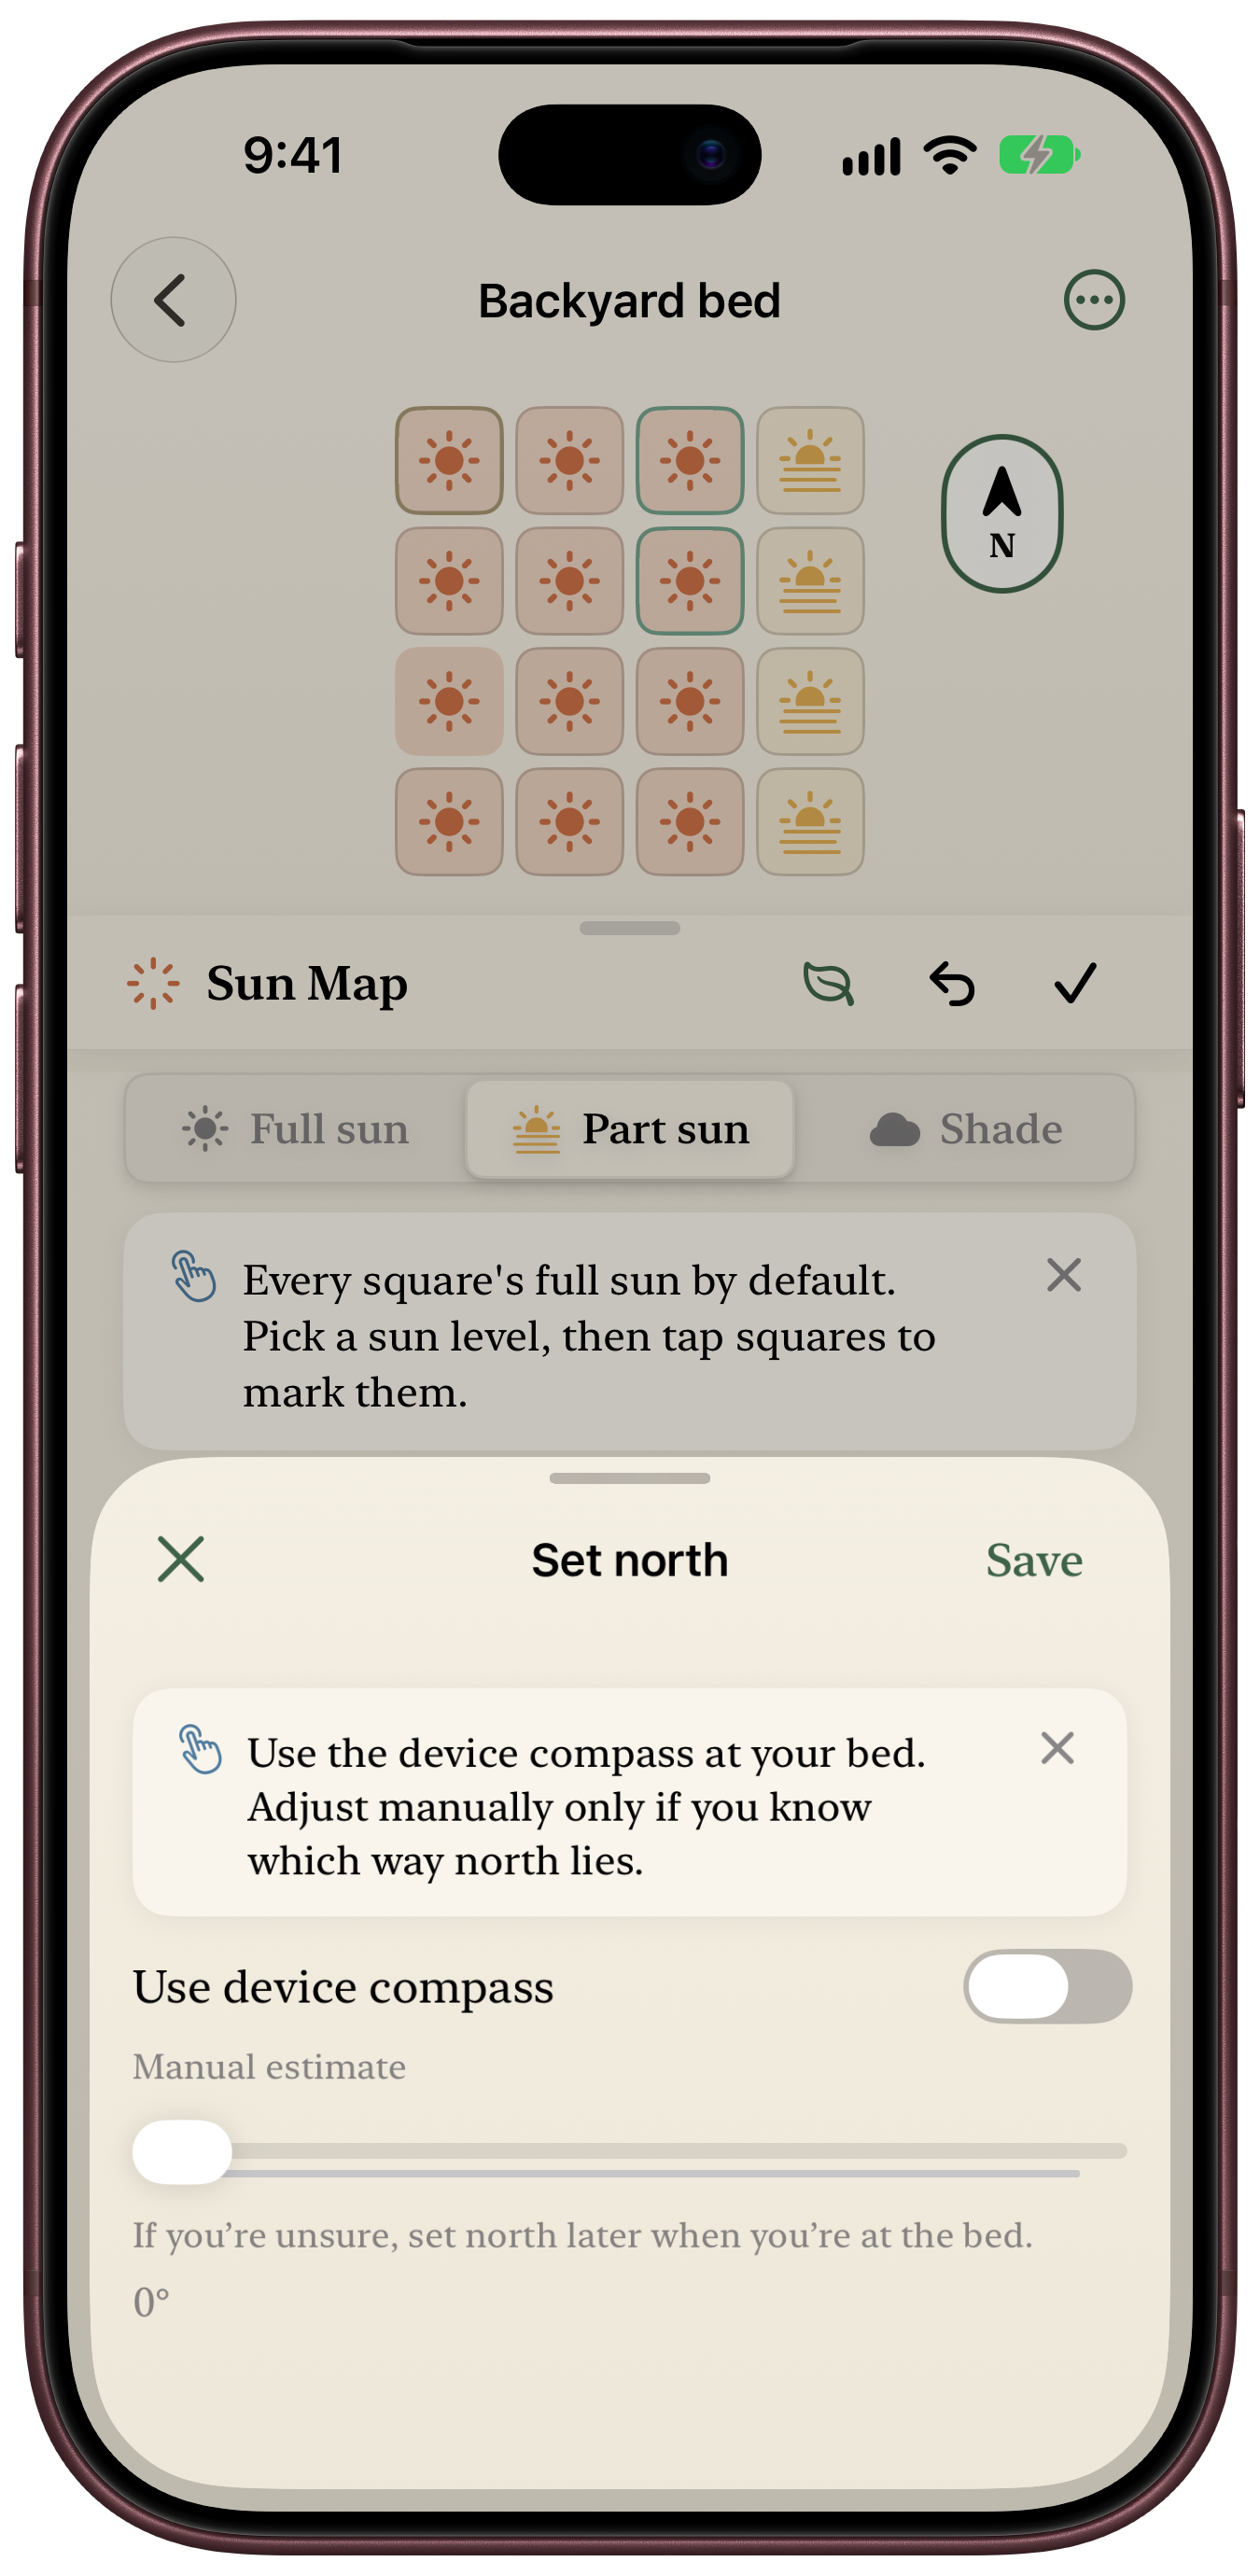 9:41
Backyard bed
N
Sun Map
Full sun
Part sun
Shade
Every square's full sun by default.
Pick a sun level, then tap squares to
mark them.
Set north
Save
Use the device compass at your bed.
Adjust manually only if you know
which way north lies.
Use device compass
Manual estimate
If you’re unsure, set north later when you’re at the bed.
0°